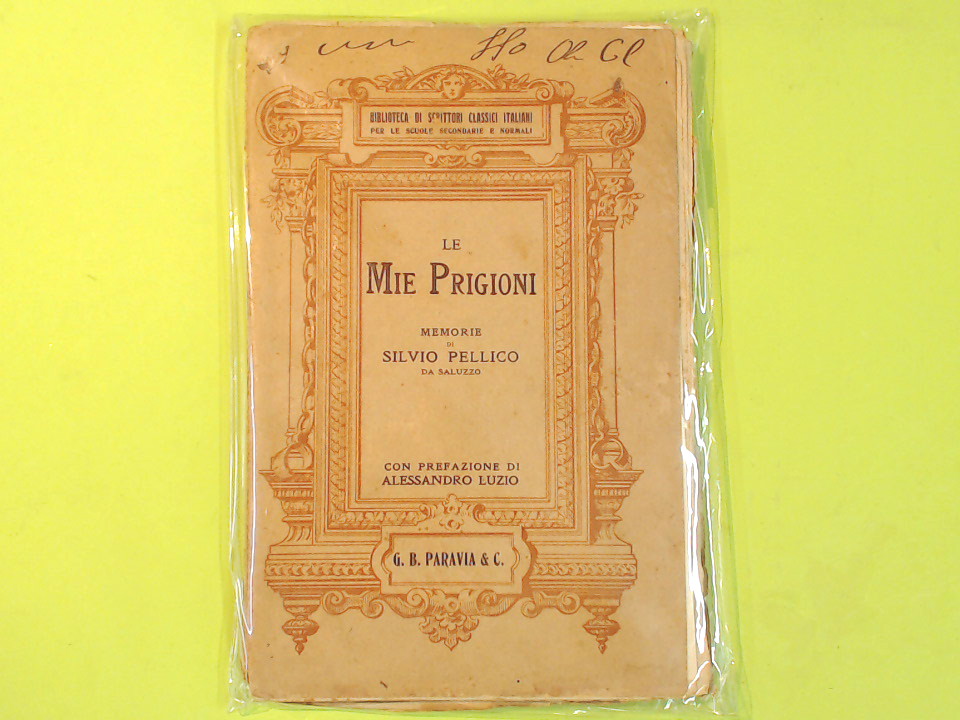 BIBLIOTECA DI SCRITTORI CLASSICI ITALIANI
PER LE SCUOLE SECONDARIE E NORMALI
LE
MIE PRIGIONI
MEMORIE
DI
SILVIO PELLICO
DA SALUZZO
CON PREFAZIONE DI
ALESSANDRO LUZIO
G. B. PARAVIA & C.